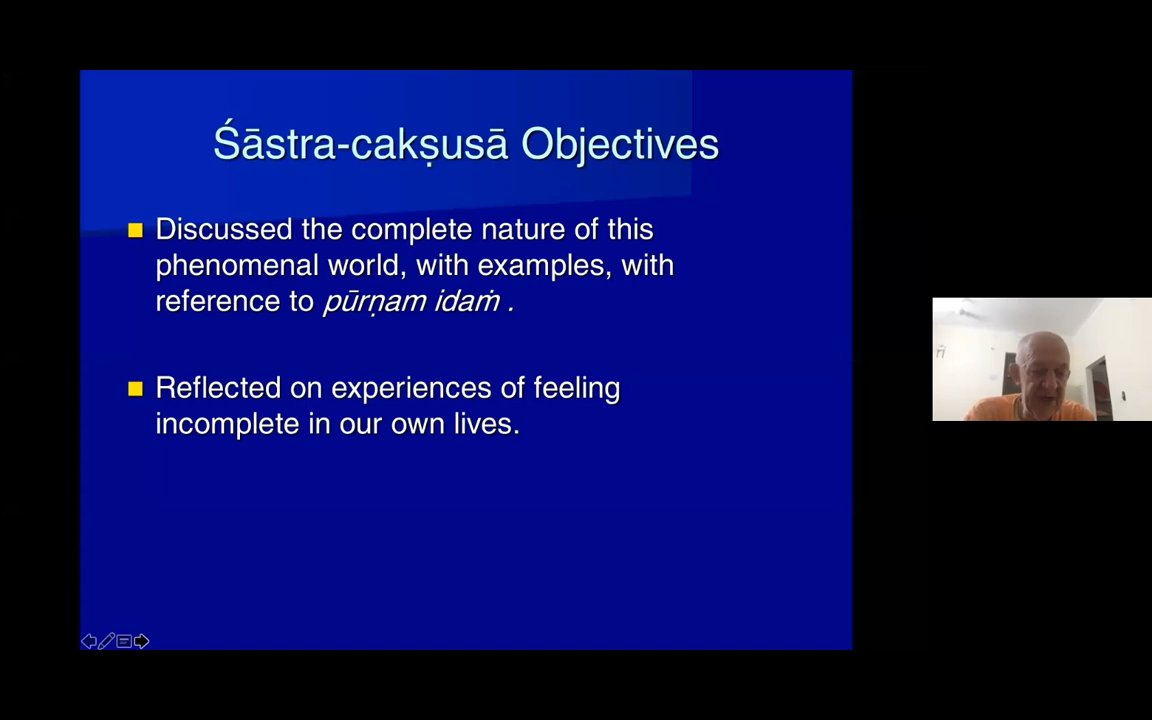 Śāstra-cakṣusā Objectives
Discussed the complete nature of this
phenomenal world, with examples, with
reference to pūrṇam idaṁ .
Reflected on experiences of feeling
incomplete in our own lives.